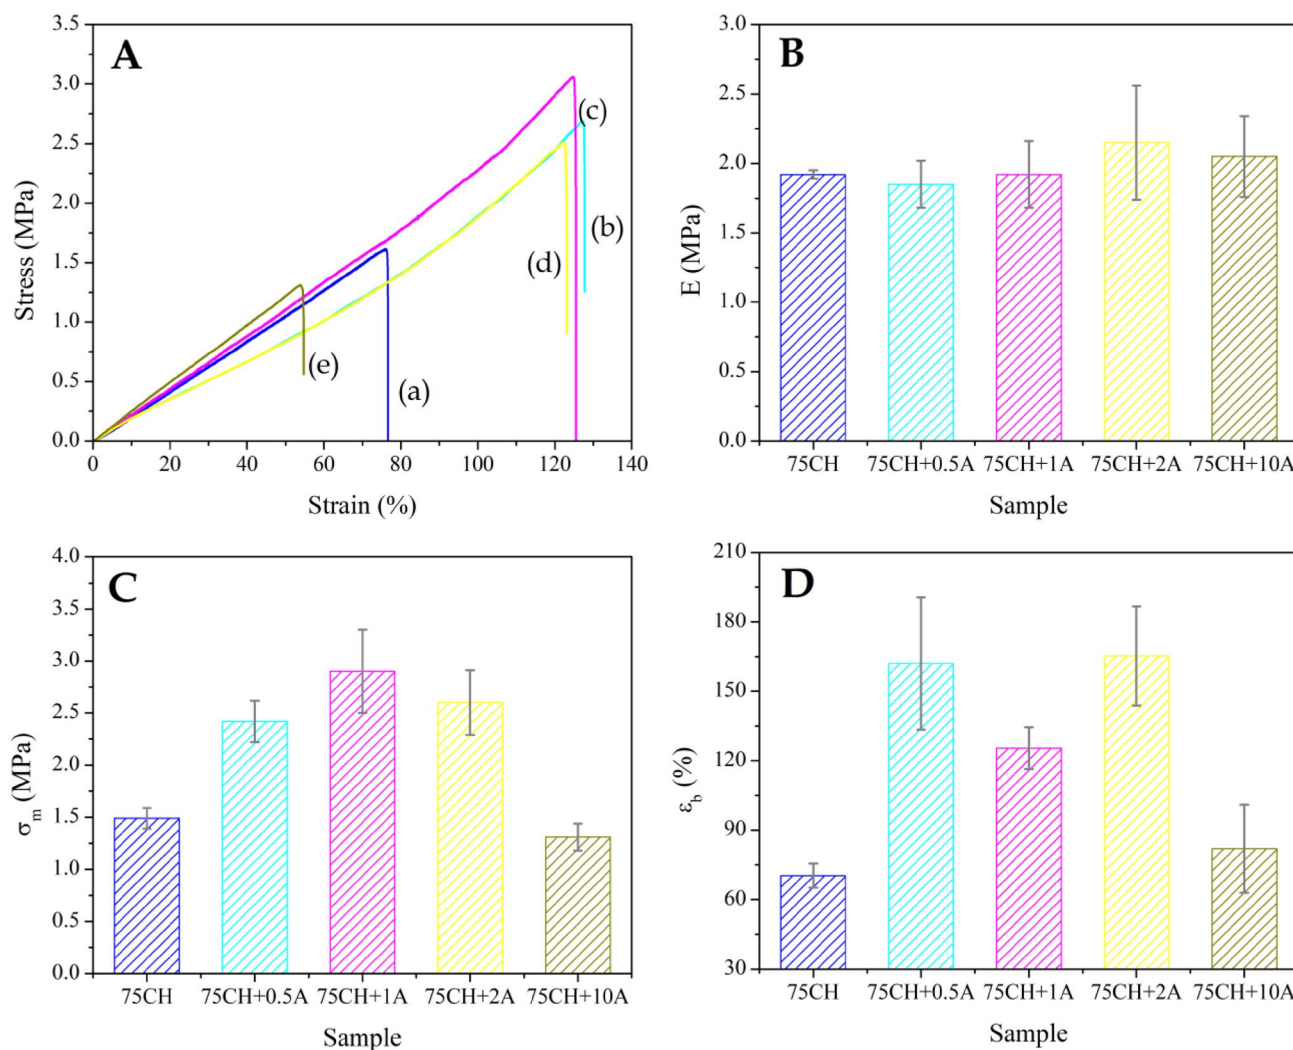 A
3.5
3.0
2.5
2.0
1.5
1.0
0.5
0.0
Stress (MPa)
(c)
(b)
(d)
(e)
(a)
0 20 40 60 80 100 120 140
Strain (%)
B
3.0
2.5
2.0
1.5
1.0
0.5
0.0
E (MPa)
75CH 75CH+0.5A 75CH+1A 75CH+2A 75CH+10A
Sample
C
4.0
3.5
3.0
2.5
2.0
1.5
1.0
0.5
0.0
σm (MPa)
75CH 75CH+0.5A 75CH+1A 75CH+2A 75CH+10A
Sample
D
210
180
150
120
90
60
30
εb (%)
75CH 75CH+0.5A 75CH+1A 75CH+2A 75CH+10A
Sample